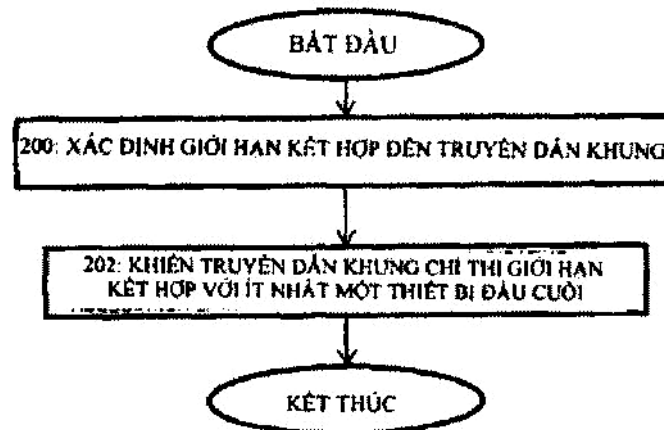 BẮT ĐẦU
200: XÁC ĐỊNH GIỚI HẠN KẾT HỢP ĐẾN TRUYỀN DẪN KHUNG
202: KHIẾN TRUYỀN DẪN KHUNG CHỈ THỊ GIỚI HẠN
KẾT HỢP VỚI ÍT NHẤT MỘT THIẾT BỊ ĐẦU CUỐI
KẾT THÚC